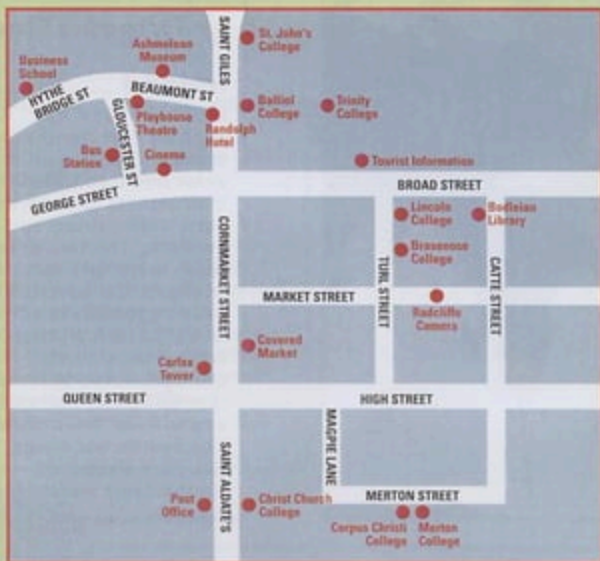 SAINT GILES
St. John's
College
Ashmolean
Museum
Business
School
HYTHE
BRIDGE ST
BEAUMONT ST
Playhouse
Theatre
Balliol
College
Trinity
College
Randolph
Hotel
GLOUCESTER ST
Bus
Station
Cinema
Tourist Information
GEORGE STREET
BROAD STREET
Lincoln
College
Bodleian
Library
Brasenose
College
CORNMARKET STREET
TURL STREET
CATTE STREET
MARKET STREET
Radcliffe
Camera
Covered
Market
Carfax
Tower
QUEEN STREET
HIGH STREET
MAGPIE LANE
SAINT ALDATE'S
MERTON STREET
Post
Office
Christ Church
College
Corpus Christi
College
Merton
College